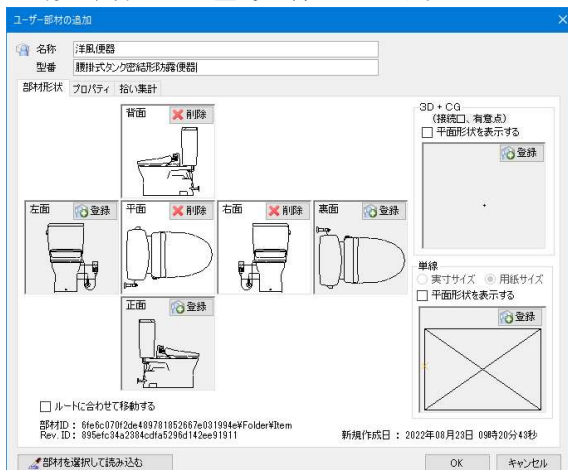 ユーザー部材の追加
名称 洋風便器
型番 腰掛式タンク密結形防露便器
部材形状 プロパティ 拾い集計
背面 削除
3D + CG
(接続口、有意点)
平面形状を表示する
登録
左面 登録 平面 削除 右面 削除 裏面 登録
正面 登録
単線
実寸サイズ 用紙サイズ
平面形状を表示する
登録
ルートに合わせて移動する
部材ID : 6fe6c070f2de489781852667e031994e¥Folder¥Item
Rev. ID : 895efc34a2384cdfa5296d142ee91911
新規作成日 : 2022年08月23日 09時20分43秒
部材を選択して読み込む OK キャンセル